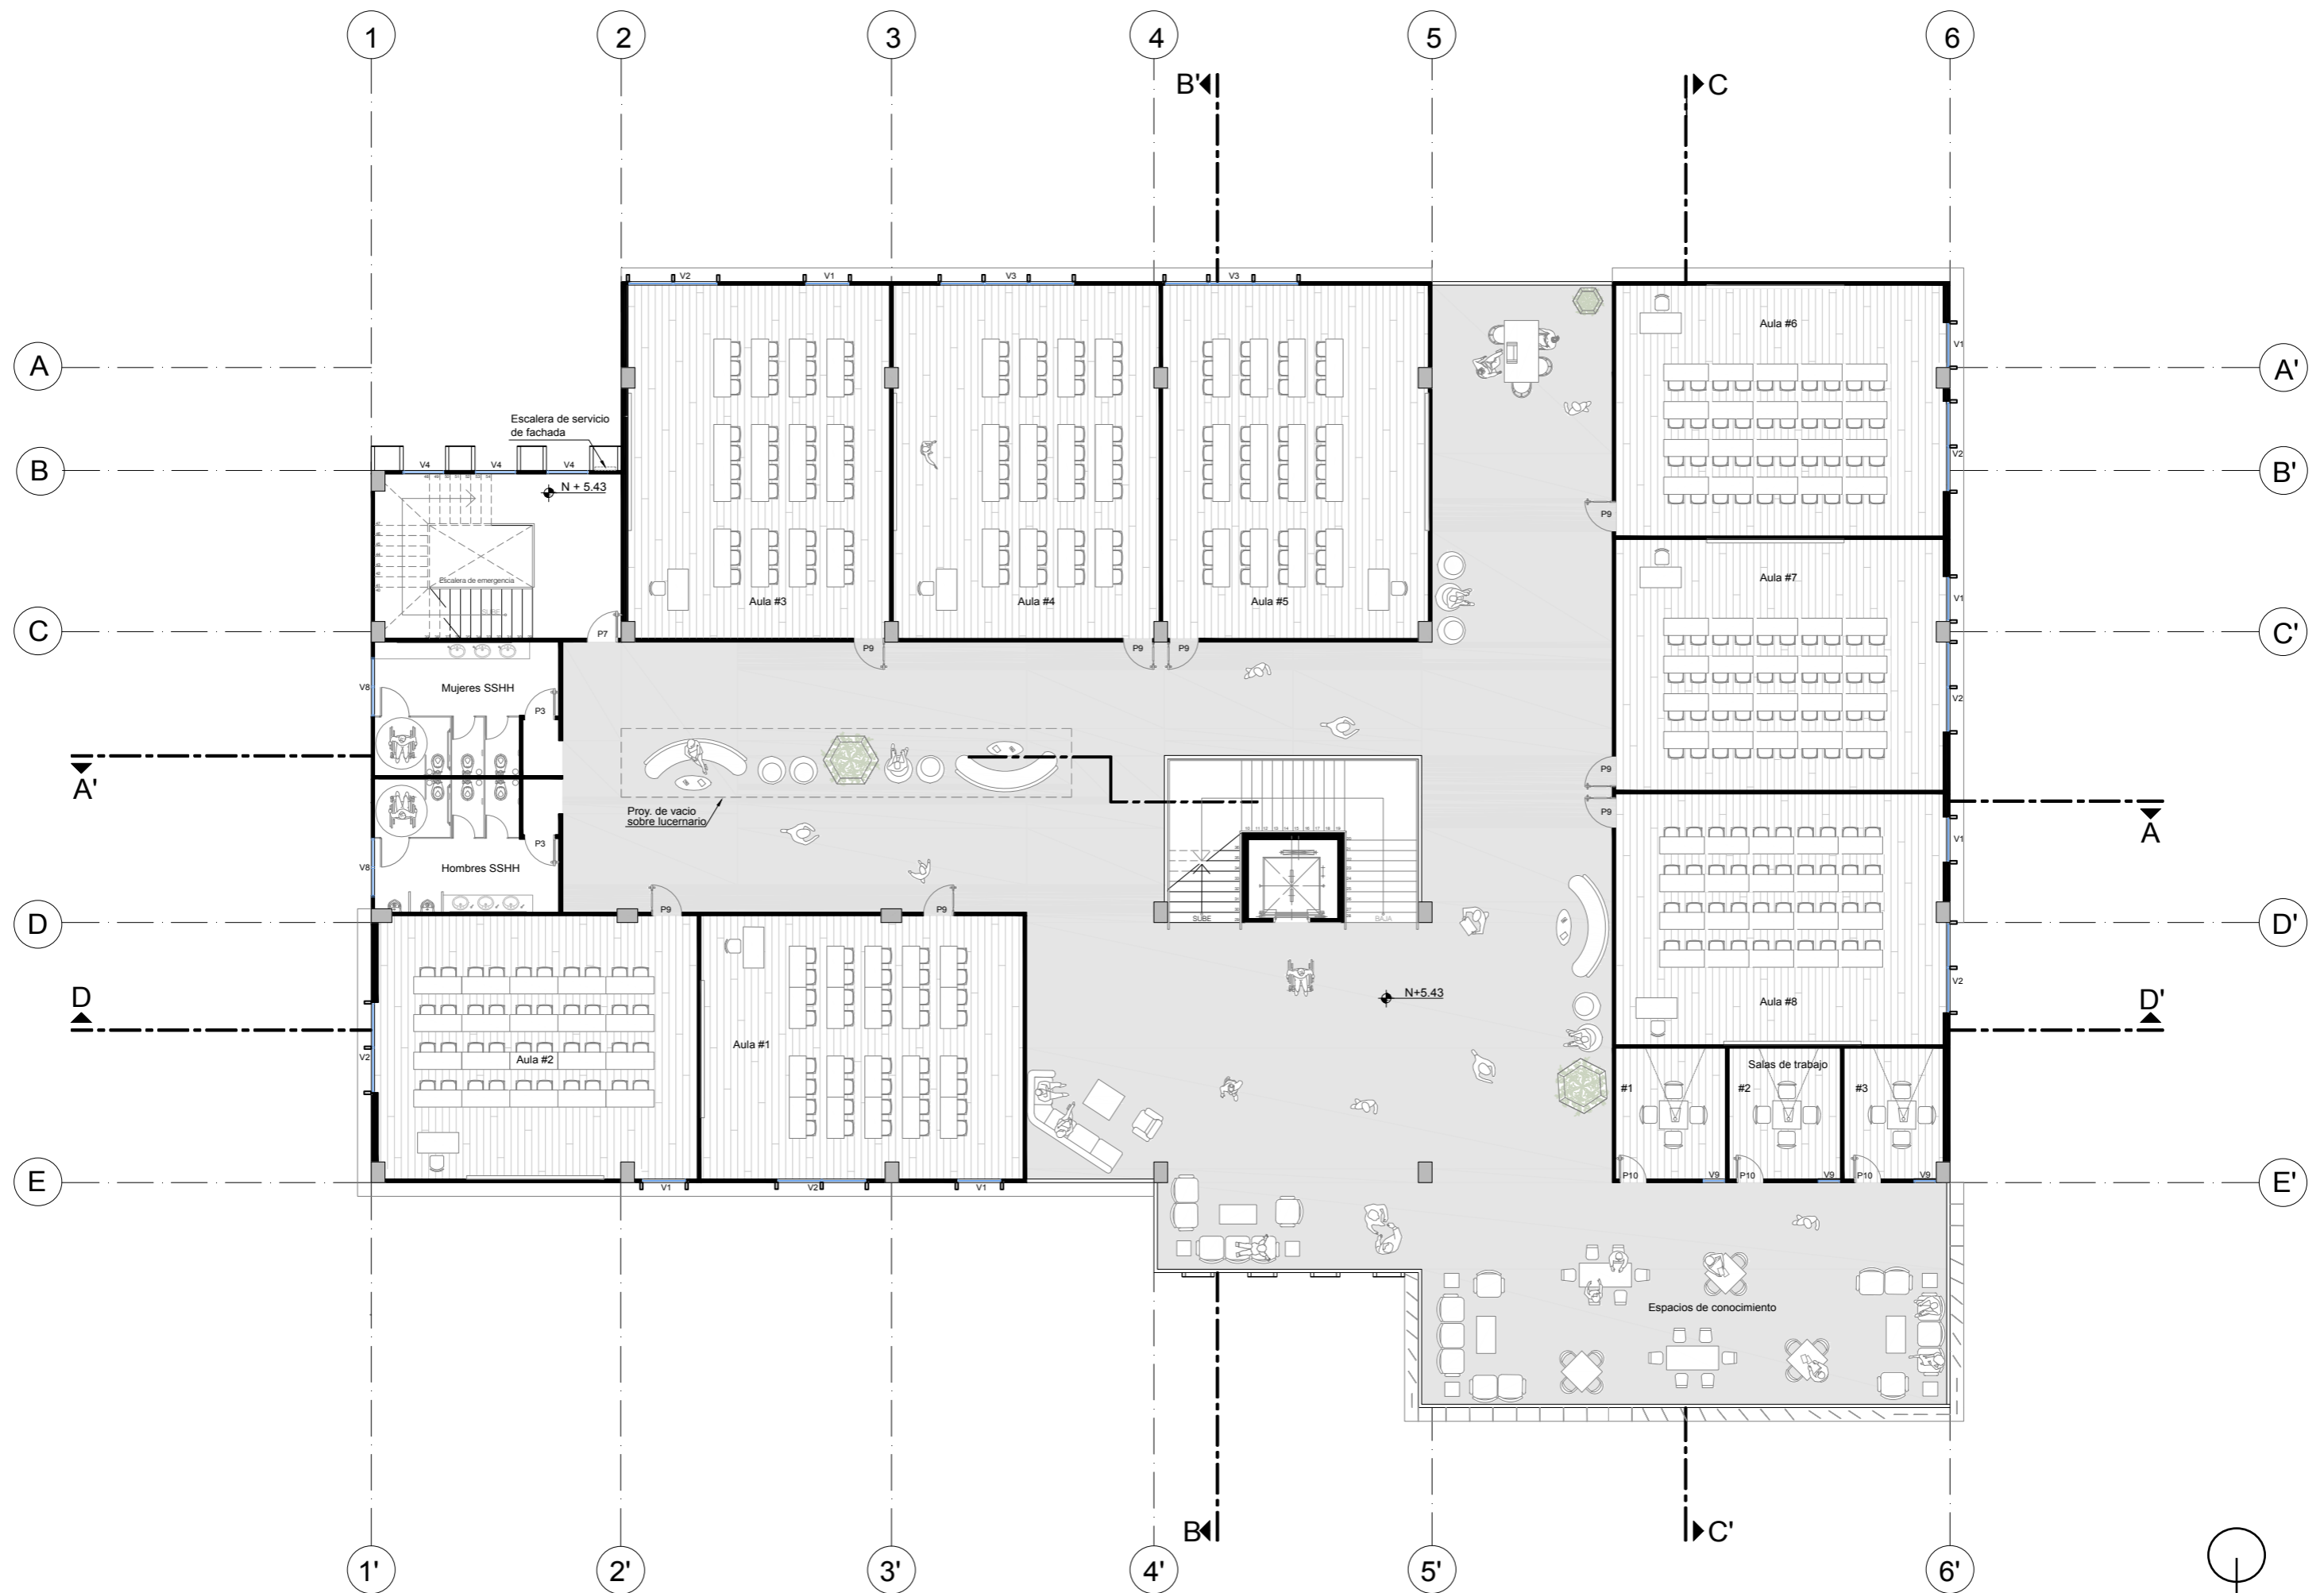 1
2
3
4
5
6
B'
C
V2
V1
V3
V3
Aula #6
V1
A
A'
Escalera de servicio
de fachada
V4
V4
V4
B
V2
B'
N + 5.43
P9
Escalera de emergencia
Aula #7
V1
Aula #3
Aula #4
Aula #5
SUBE
C
C'
P7
P9
P9
P9
Mujeres SSHH
V8
V2
P3
A'
P9
Proy. de vacio
sobre lucernario
P9
A
V1
P3
Hombres SSHH
V8
P9
P9
SUBE
BAJA
D
D'
V2
D
N+5.43
Aula #8
D'
Aula #1
Aula #2
V2
Salas de trabajo
#1
#2
#3
P10
V9
P10
V9
P10
V9
E
V1
V2
V1
E'
Espacios de conocimiento
B
C'
1'
2'
3'
4'
5'
6'